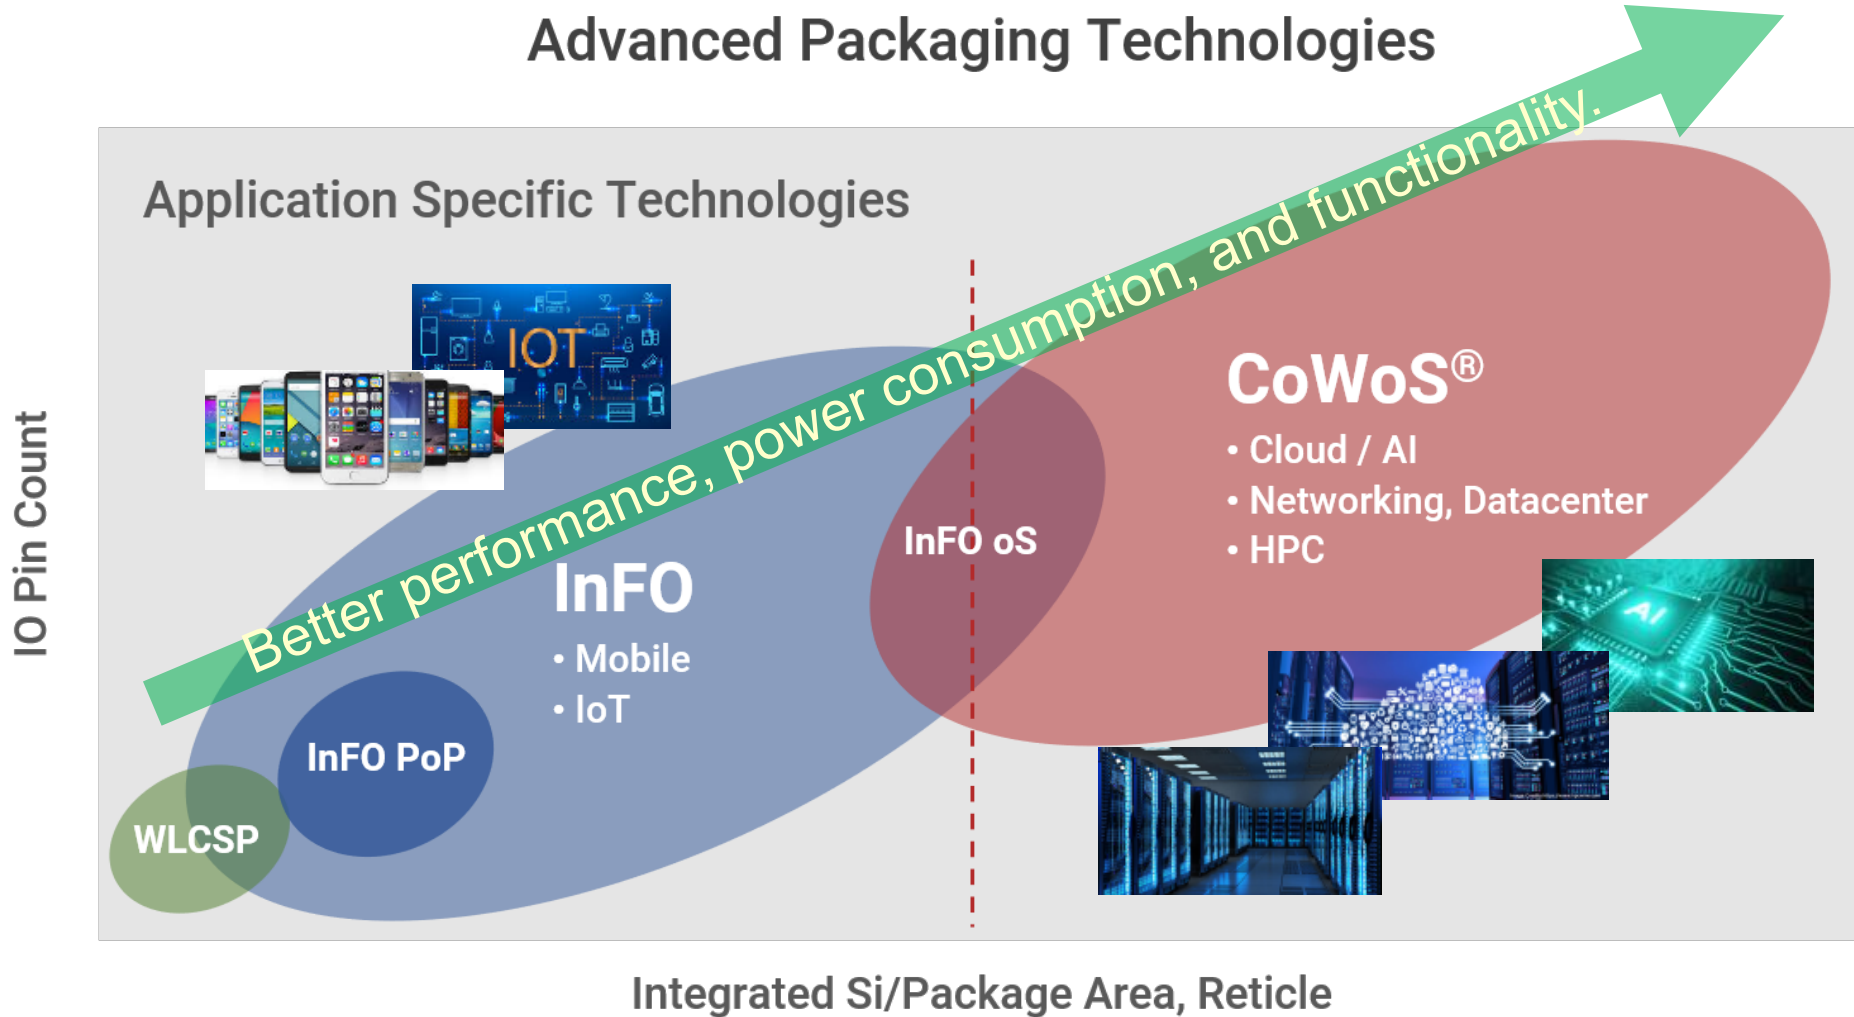 Advanced Packaging Technologies
Application Specific Technologies
Better performance, power consumption, and functionality.
IOT
CoWoS®
• Cloud / AI
• Networking, Datacenter
• HPC
InFO oS
InFO
• Mobile
• IoT
InFO PoP
WLCSP
AI
IO Pin Count
Integrated Si/Package Area, Reticle